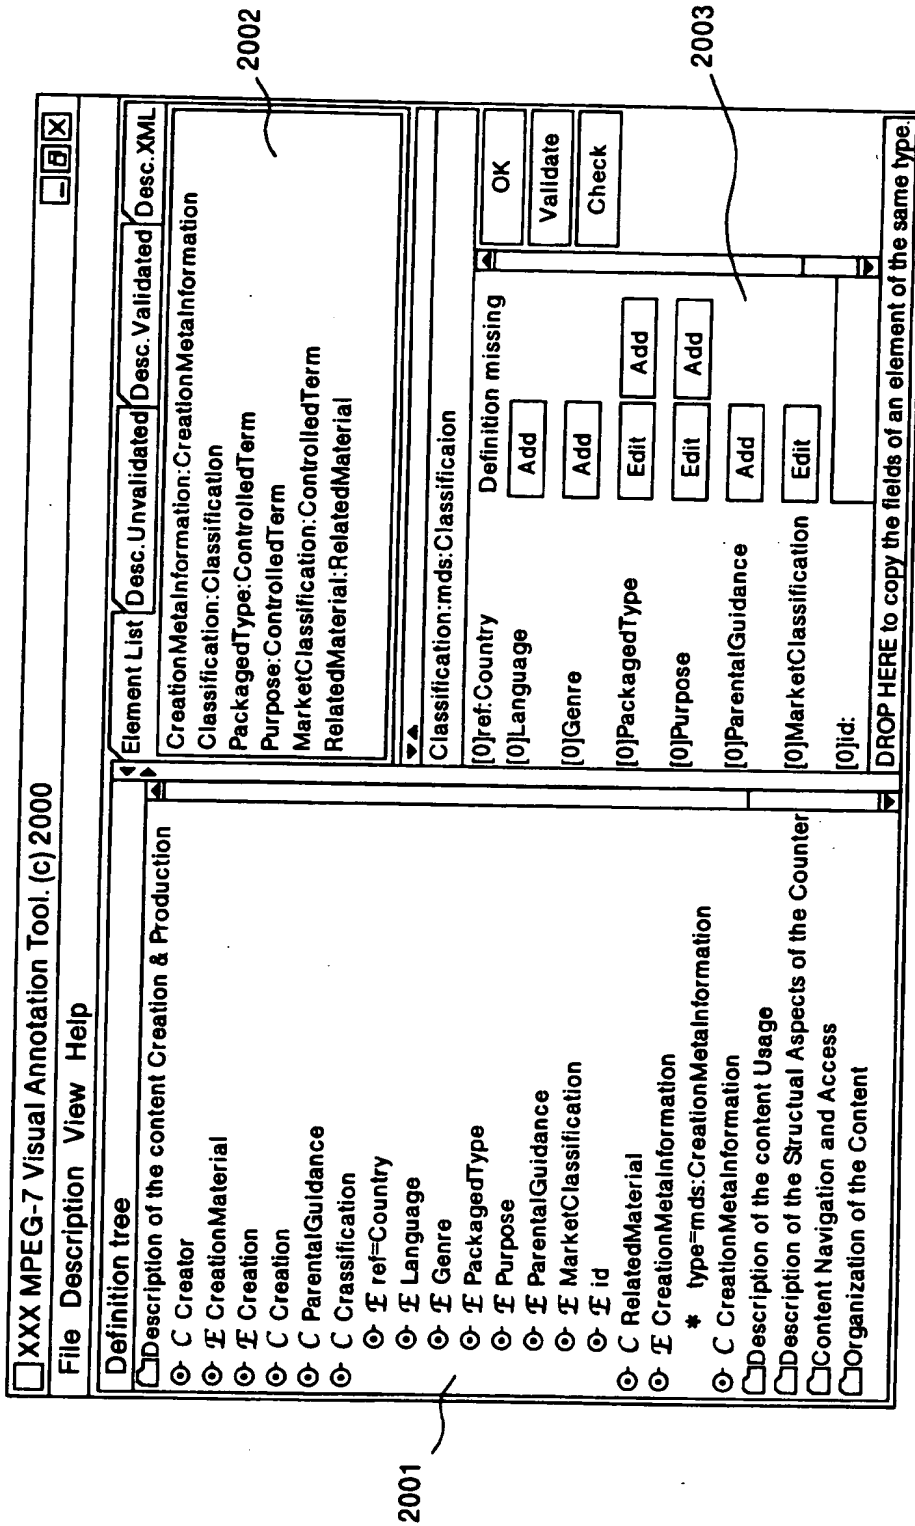 XXX MPEG-7 Visual Annotation Tool. (c) 2000
File Description View Help
Definition tree
Description of the content Creation & Production
C Creator
E CreationMaterial
E Creation
C Creation
C ParentalGuidance
C Crassification
E ref=Country
E Language
E Genre
E PackagedType
E Purpose
E ParentalGuidance
E MarketClassification
E id
C RelatedMaterial
E CreationMetaInformation
* type=mds:CreationMetaInformation
C CreationMetaInformation
Description of the content Usage
Description of the Structual Aspects of the Counter
Content Navigation and Access
Organization of the Content
2001
Element List Desc.Unvalidated Desc.Validated Desc.XML
CreationMetaInformation:CreationMetaInformation
Classification:Classification
PackagedType:ControlledTerm
Purpose:ControlledTerm
MarketClassification:ControlledTerm
RelatedMaterial:RelatedMaterial
2002
Classification:mds:Classificaion
[0]ref:Country Definition missing
[0]Language Add
[0]Genre Add
[0]PackagedType Edit Add
[0]Purpose Edit Add
[0]ParentalGuidance Add
[0]MarketClassification Edit
[0]id:
OK
Validate
Check
2003
DROP HERE to copy the fields of an element of the same type.